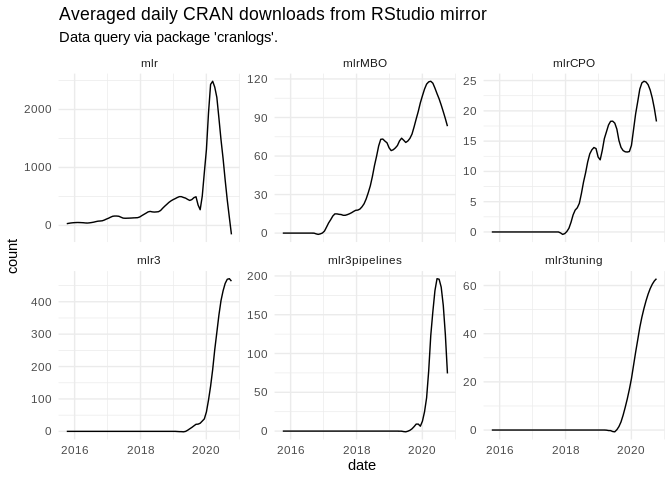 Averaged daily CRAN downloads from RStudio mirror
Data query via package 'cranlogs'.
mlr
mlrMBO
mlrCPO
2000
1000
0
120
90
60
30
0
25
20
15
10
5
0
count
mlr3
mlr3pipelines
mlr3tuning
400
300
200
100
0
200
150
100
50
0
60
40
20
0
2016 2018 2020
2016 2018 2020
2016 2018 2020
date